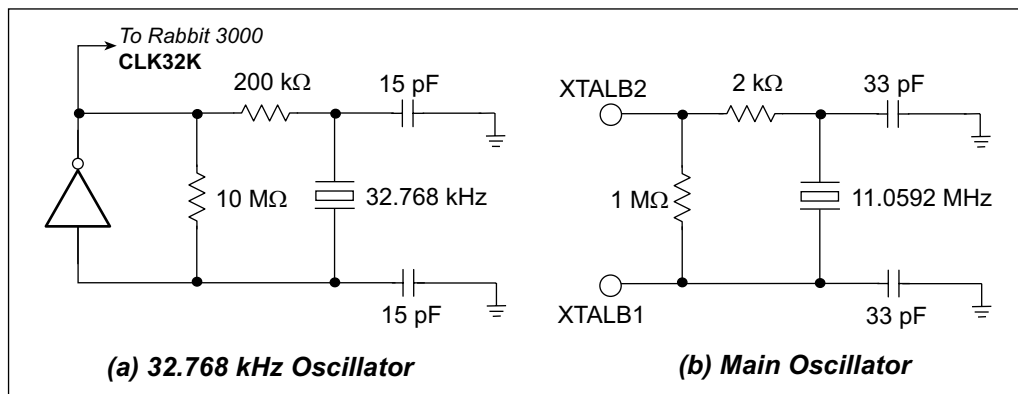 To Rabbit 3000
CLK32K
200 kΩ
15 pF
10 MΩ
32.768 kHz
15 pF
(a) 32.768 kHz Oscillator
XTALB2
2 kΩ
33 pF
1 MΩ
11.0592 MHz
XTALB1
33 pF
(b) Main Oscillator